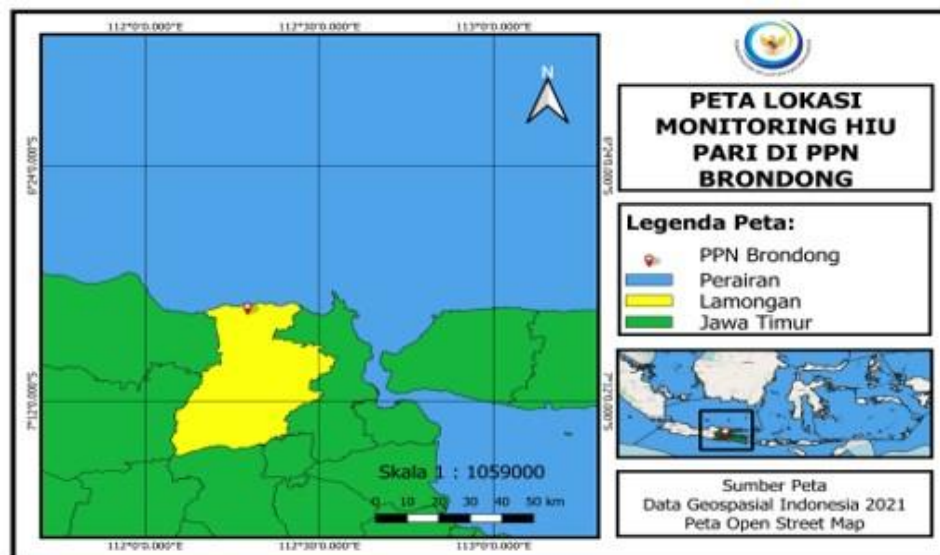 112°0'0.000"E 112°30'0.000"E 113°0'0.000"E
6°24'0.000"S
7°12'0.000"S
N
Skala 1 : 1059000
0 10 20 30 40 50 km
112°0'0.000"E 112°30'0.000"E 113°0'0.000"E
6°24'0.000"S
7°12'0.000"S
PETA LOKASI
MONITORING HIU
PARI DI PPN
BRONDONG
Legenda Peta:
PPN Brondong
Perairan
Lamongan
Jawa Timur
Sumber Peta
Data Geospasial Indonesia 2021
Peta Open Street Map